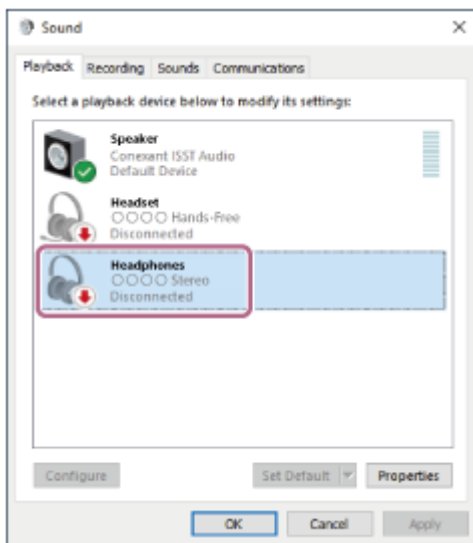 Sound
Playback Recording Sounds Communications
Select a playback device below to modify its settings:
Speaker
Conexant ISST Audio
Default Device
Headset
○○○○ Hands-Free
Disconnected
Headphones
○○○○ Stereo
Disconnected
Configure Set Default Properties
OK Cancel Apply